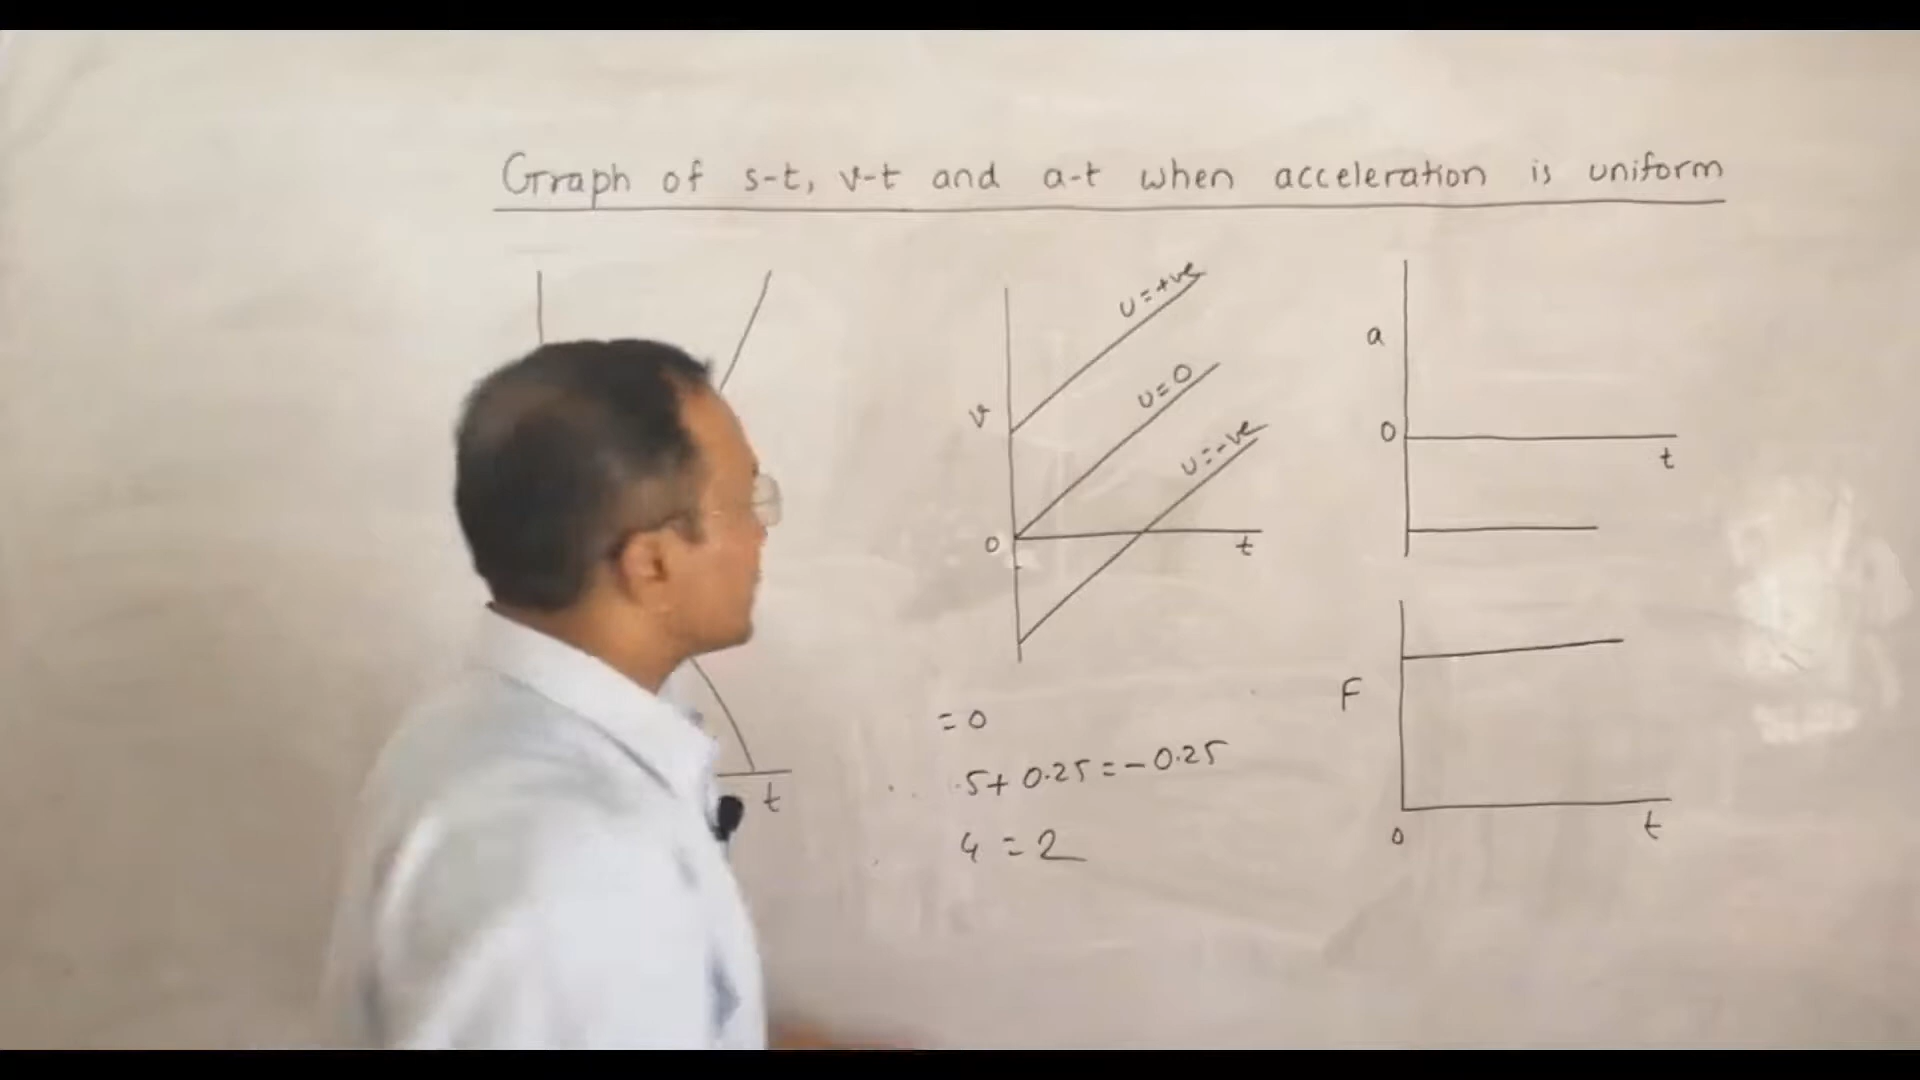 Graph of s-t, v-t and a-t when acceleration is uniform
v
u=+ve
u=0
u=-ve
0
t
a
0
t
F
0
t
t
=0
.5+0.25=-0.25
4=2